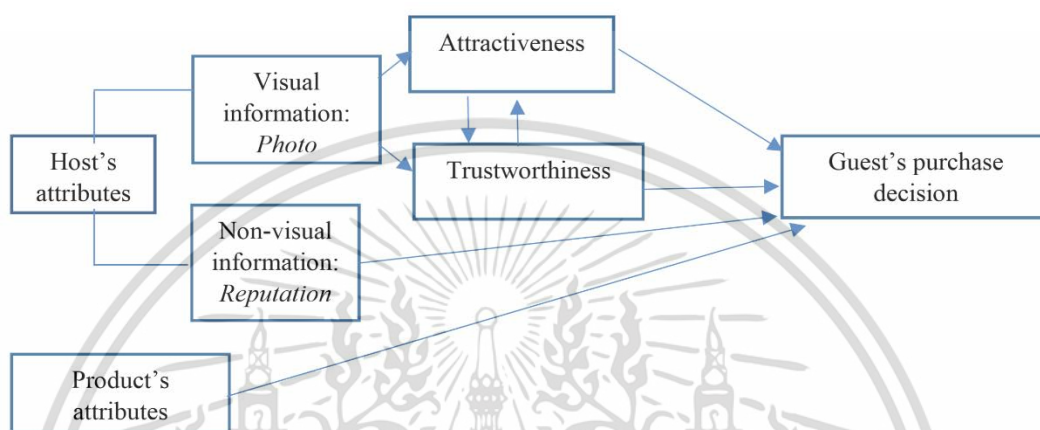 Attractiveness
Visual
information:
Photo
Host's
attributes
Trustworthiness
Guest's purchase
decision
Non-visual
information:
Reputation
Product's
attributes